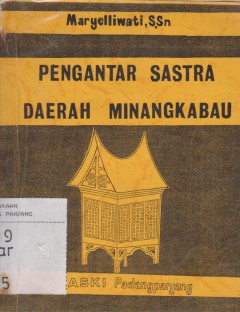 Maryelliwati,S,Sn
PENGANTAR SASTRA
DAERAH MINANGKABAU
ASKI Padangpanjang